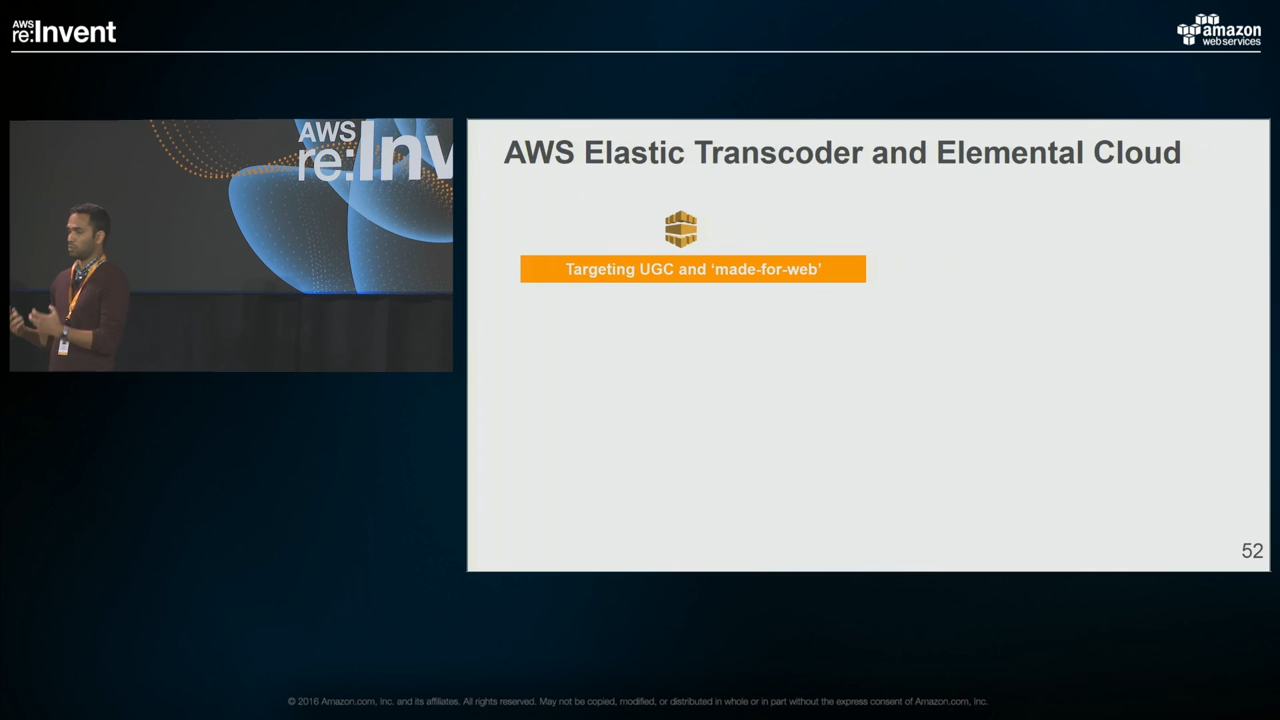 AWS
re:Invent
amazon
webservices
AWS
re:Inv
AWS Elastic Transcoder and Elemental Cloud
Targeting UGC and ‘made-for-web’
52
© 2016 Amazon.com, Inc. and its affiliates. All rights reserved. May not be copied, modified, or distributed in whole or in part without the express consent of Amazon.com, Inc.